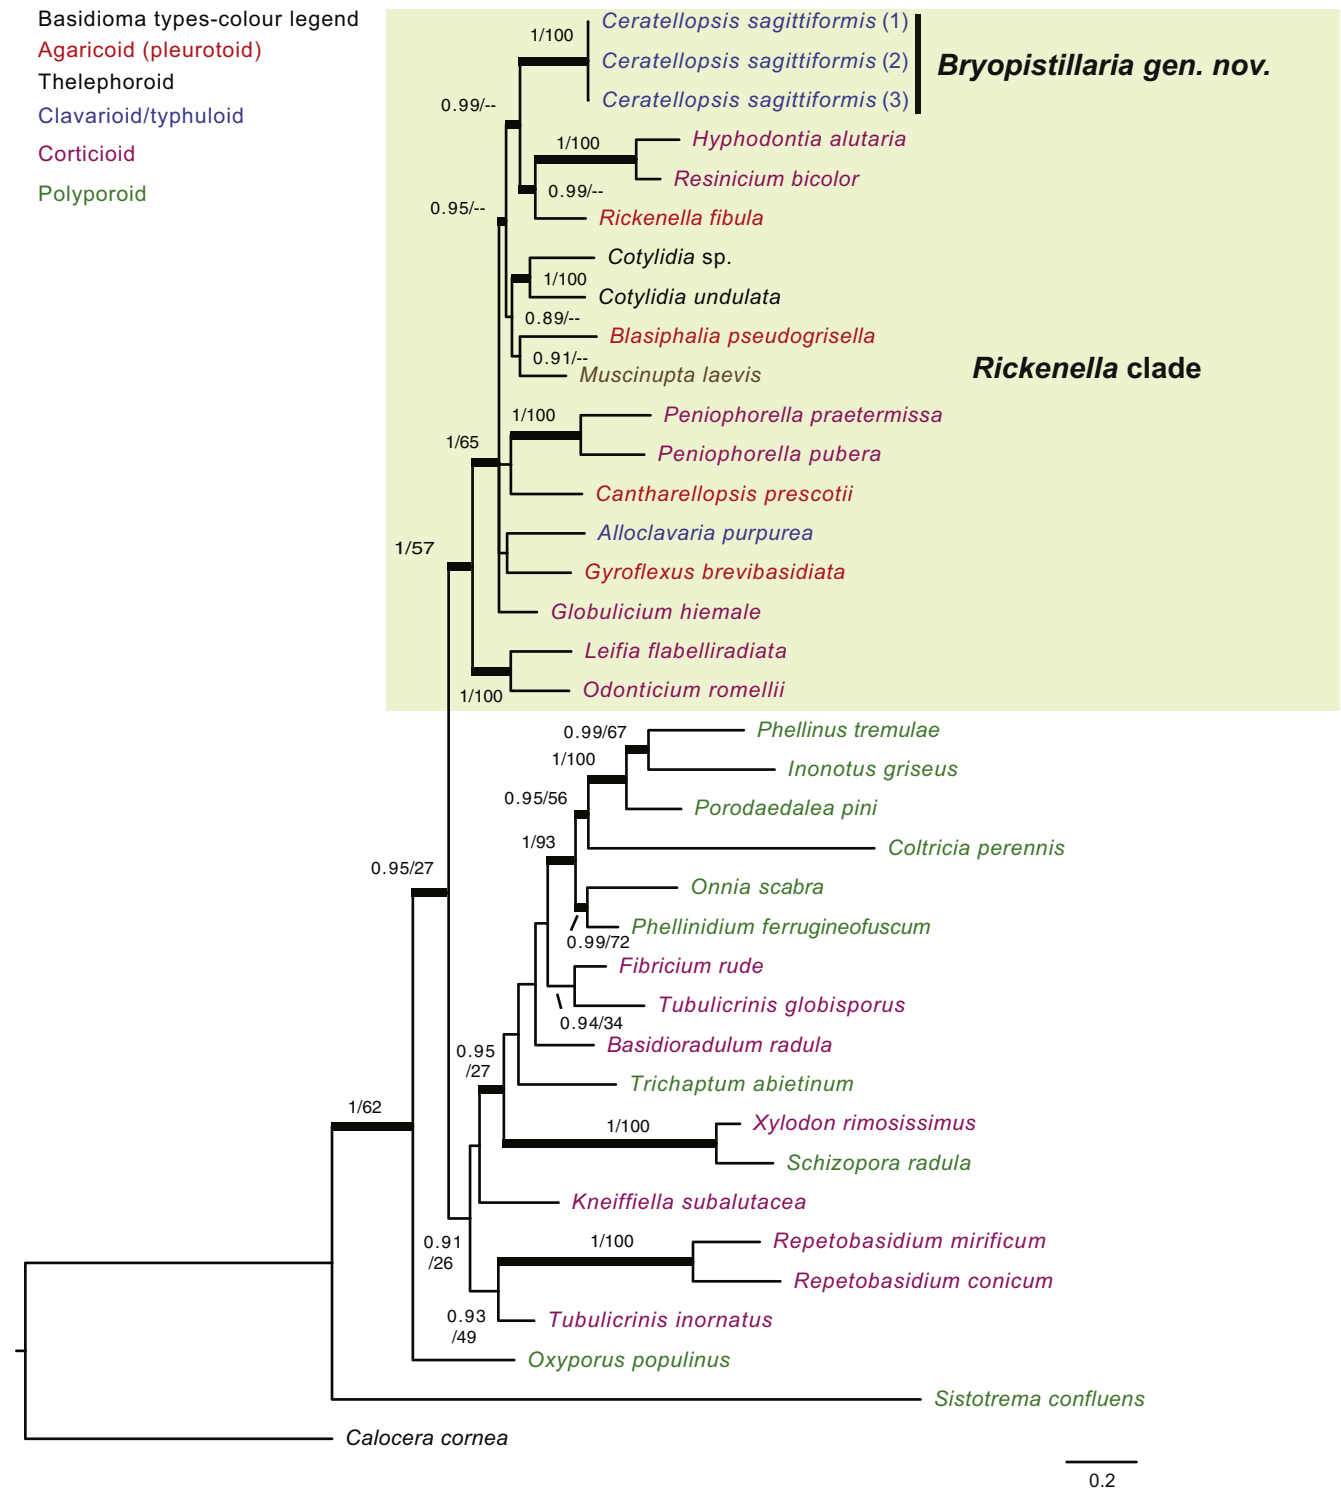 Basidioma types-colour legend
Agaricoid (pleurotoid)
Thelephoroid
Clavarioid/typhuloid
Corticioid
Polyporoid
Ceratellopsis sagittiformis (1)
1/100
Ceratellopsis sagittiformis (2)
Bryopistillaria gen. nov.
Ceratellopsis sagittiformis (3)
0.99/--
Hyphodontia alutaria
1/100
Resinicium bicolor
0.99/--
0.95/--
Rickenella fibula
Cotylidia sp.
1/100
Cotylidia undulata
0.89/--
Blasiphalia pseudogrisella
0.91/--
Rickenella clade
Muscinupta laevis
1/100
Peniophorella praetermissa
1/65
Peniophorella pubera
Cantharellopsis prescotii
Alloclavaria purpurea
1/57
Gyroflexus brevibasidiata
Globulicium hiemale
Leifia flabelliradiata
1/100
Odonticium romellii
0.99/67
Phellinus tremulae
1/100
Inonotus griseus
0.95/56
Porodaedalea pini
1/93
Coltricia perennis
0.95/27
Onnia scabra
Phellinidium ferrugineofuscum
0.99/72
Fibricium rude
Tubulicrinis globisporus
0.94/34
Basidioradulum radula
0.95
/27
Trichaptum abietinum
1/62
Xylodon rimosissimus
1/100
Schizopora radula
Kneiffiella subalutacea
0.91
/26
1/100
Repetobasidium mirificum
Repetobasidium conicum
0.93
/49
Tubulicrinis inornatus
Oxyporus populinus
Sistotrema confluens
Calocera cornea
0.2